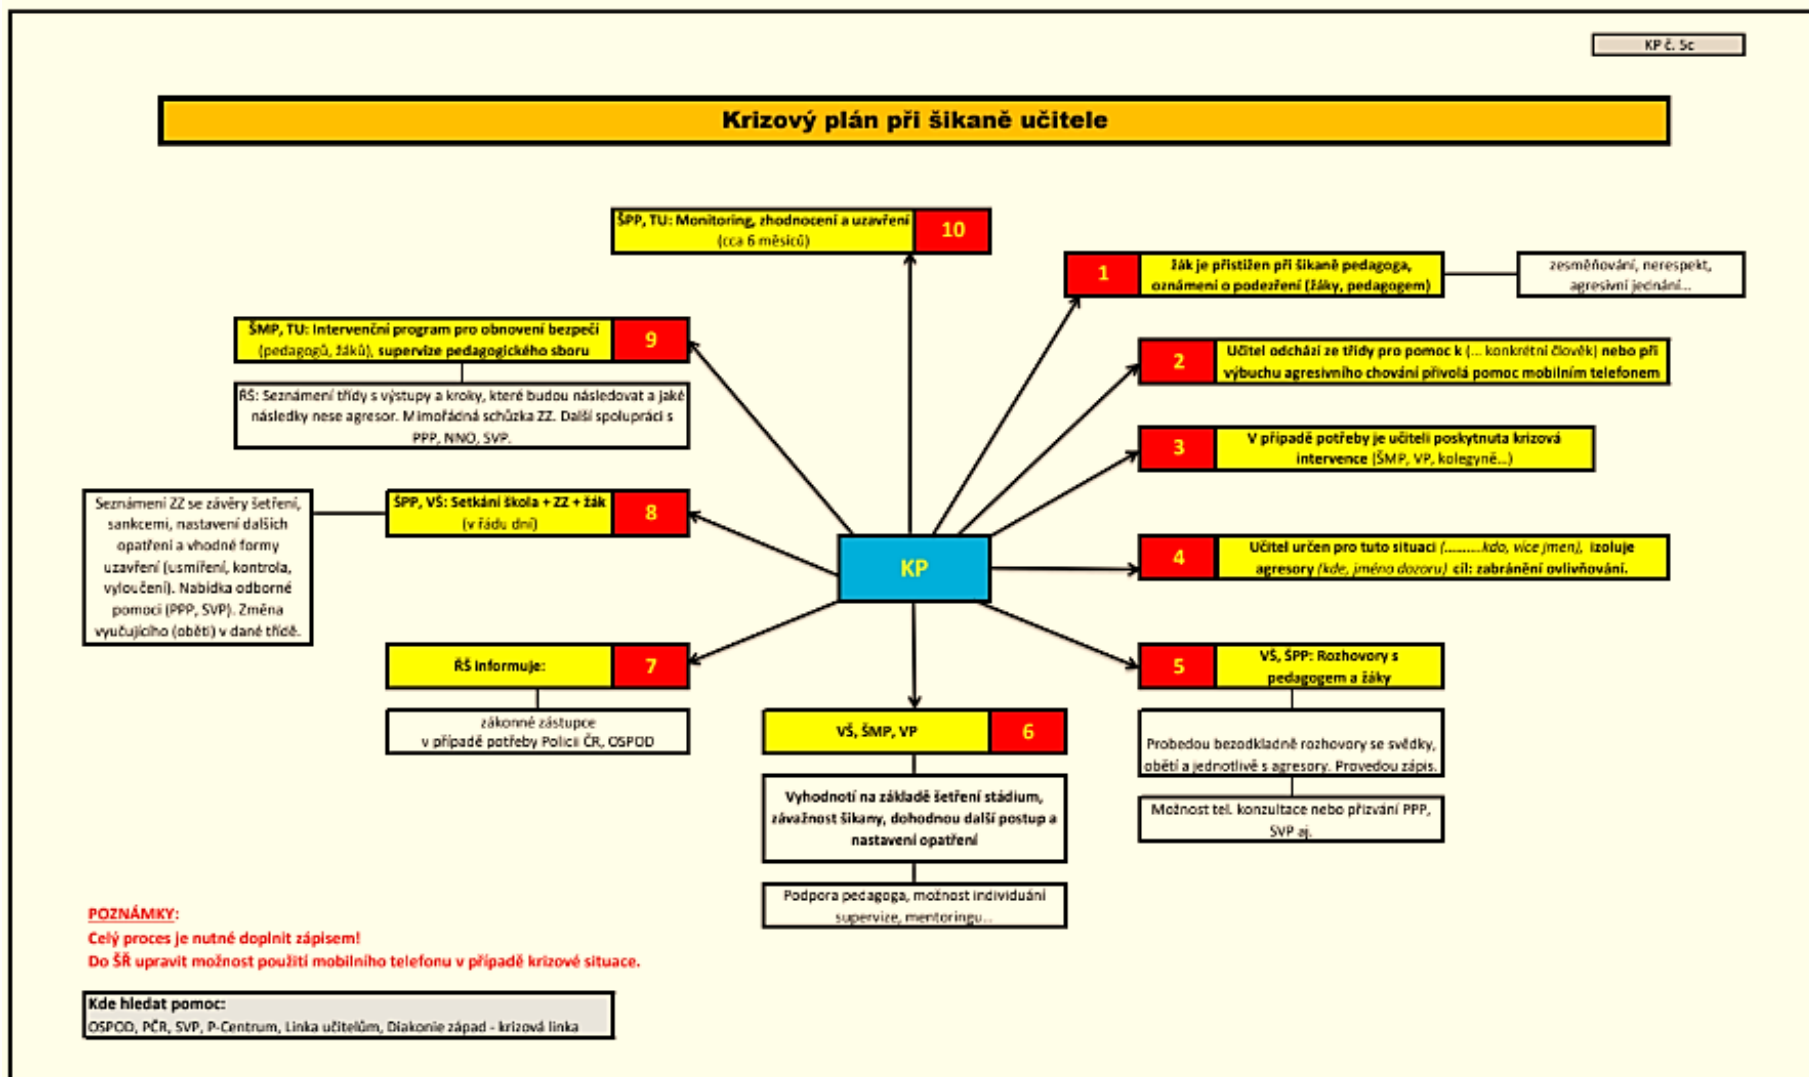 KP č. 5c
Krizový plán při šikaně učitele
ŠPP, TU: Monitoring, zhodnocení a uzavření
(cca 6 měsíců)
10
1
žák je přistižen při šikaně pedagoga,
oznámení o podezření (žáky, pedagogem)
zesměňování, nerespekt,
agresivní jednání...
2
Učitel odchází ze třídy pro pomoc k (... konkrétní člověk) nebo při
výbuchu agresivního chování přivolá pomoc mobilním telefonem
3
V případě potřeby je učiteli poskytnuta krizová
intervence (ŠMP, VP, kolegyně...)
4
Učitel určen pro tuto situaci (..........kdo, více jmen), izoluje
agresory (kde, jméno dozoru) cíl: zabránění ovlivňování.
KP
5
VŠ, ŠPP: Rozhovory s
pedagogem a žáky
Probedou bezodkladně rozhovory se svědky,
obětí a jednotlivě s agresory. Provedou zápis.
Možnost tel. konzultace nebo přizvání PPP,
SVP aj.
VŠ, ŠMP, VP
6
Vyhodnotí na základě šetření stádium,
závažnost šikany, dohodnou další postup a
nastavení opatření
Podpora pedagoga, možnost individuání
supervize, mentoringu...
ŘŠ informuje:
7
zákonné zástupce
v případě potřeby Policii ČR, OSPOD
ŠPP, VŠ: Setkání škola + ZZ + žák
(v řádu dní)
8
Seznámení ZZ se závěry šetření,
sankcemi, nastavení dalších
opatření a vhodné formy
uzavření (usmíření, kontrola,
vyloučení). Nabídka odborné
pomoci (PPP, SVP). Změna
vyučujícího (oběti) v dané třídě.
ŠMP, TU: Intervenční program pro obnovení bezpečí
(pedagogů, žáků), supervize pedagogického sboru
9
ŘŠ: Seznámení třídy s výstupy a kroky, které budou následovat a jaké
následky nese agresor. Mimořádná schůzka ZZ. Další spolupráci s
PPP, NNO, SVP.
POZNÁMKY:
Celý proces je nutné doplnit zápisem!
Do ŠŘ upravit možnost použití mobilního telefonu v případě krizové situace.
Kde hledat pomoc:
OSPOD, PČR, SVP, P-Centrum, Linka učitelům, Diakonie západ - krizová linka